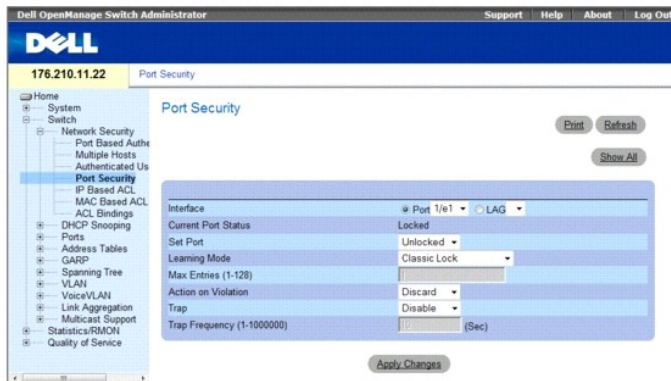 Dell OpenManage Switch Administrator
Support Help About Log Out
DELL
176.210.11.22
Port Security
Home
System
Switch
Network Security
Port Based Authe
Multiple Hosts
Authenticated Us
Port Security
IP Based ACL
MAC Based ACL
ACL Bindings
DHCP Snooping
Ports
Address Tables
GARP
Spanning Tree
VLAN
VoiceVLAN
Link Aggregation
Multicast Support
Statistics/RMON
Quality of Service
Port Security
Print Refresh
Show All
Interface Port 1/e1 LAG
Current Port Status Locked
Set Port Unlocked
Learning Mode Classic Lock
Max Entries (1-128)
Action on Violation Discard
Trap Disable
Trap Frequency (1-1000000) 10 (Sec)
Apply Changes